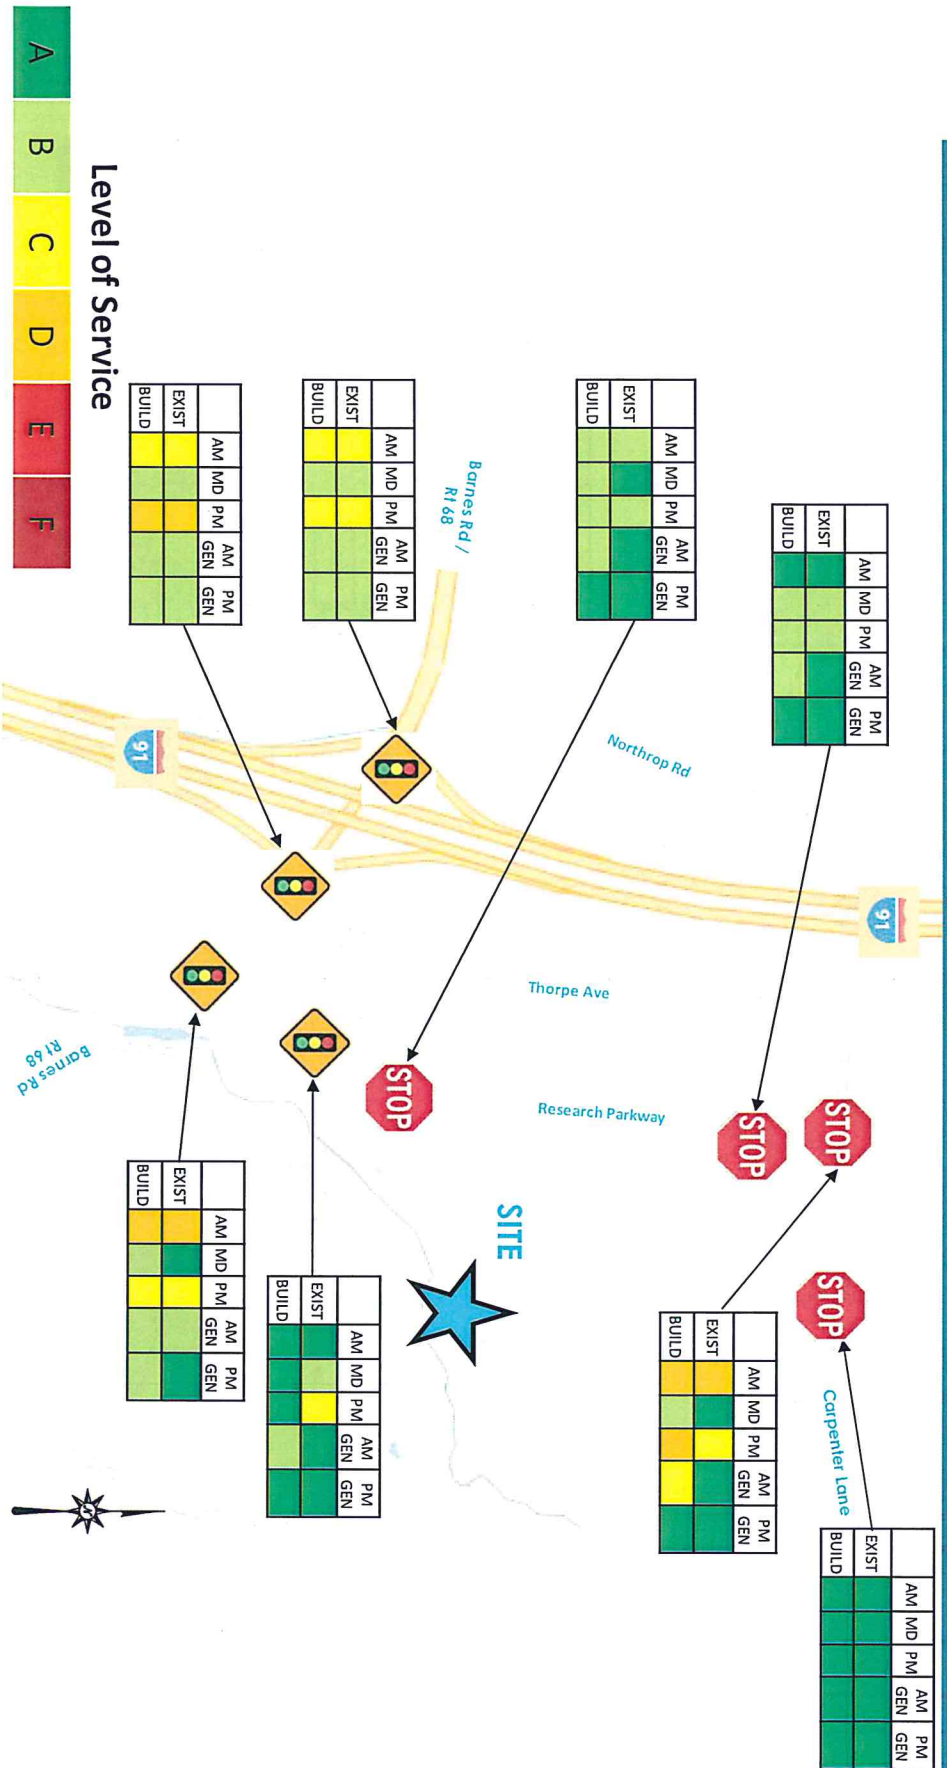 AM MD PM AM GEN PM GEN
EXIST
BUILD
91
AM MD PM AM GEN PM GEN
EXIST
BUILD
STOP
STOP
Carpenter Lane
STOP
AM MD PM AM GEN PM GEN
EXIST
BUILD
Northrop Rd
AM MD PM AM GEN PM GEN
EXIST
BUILD
Thorpe Ave
Research Parkway
SITE
Barnes Rd /
Rt 68
STOP
AM MD PM AM GEN PM GEN
EXIST
BUILD
AM MD PM AM GEN PM GEN
EXIST
BUILD
AM MD PM AM GEN PM GEN
EXIST
BUILD
AM MD PM AM GEN PM GEN
EXIST
BUILD
91
Barnes Rd
Rt 68
N
Level of Service
A B C D E F